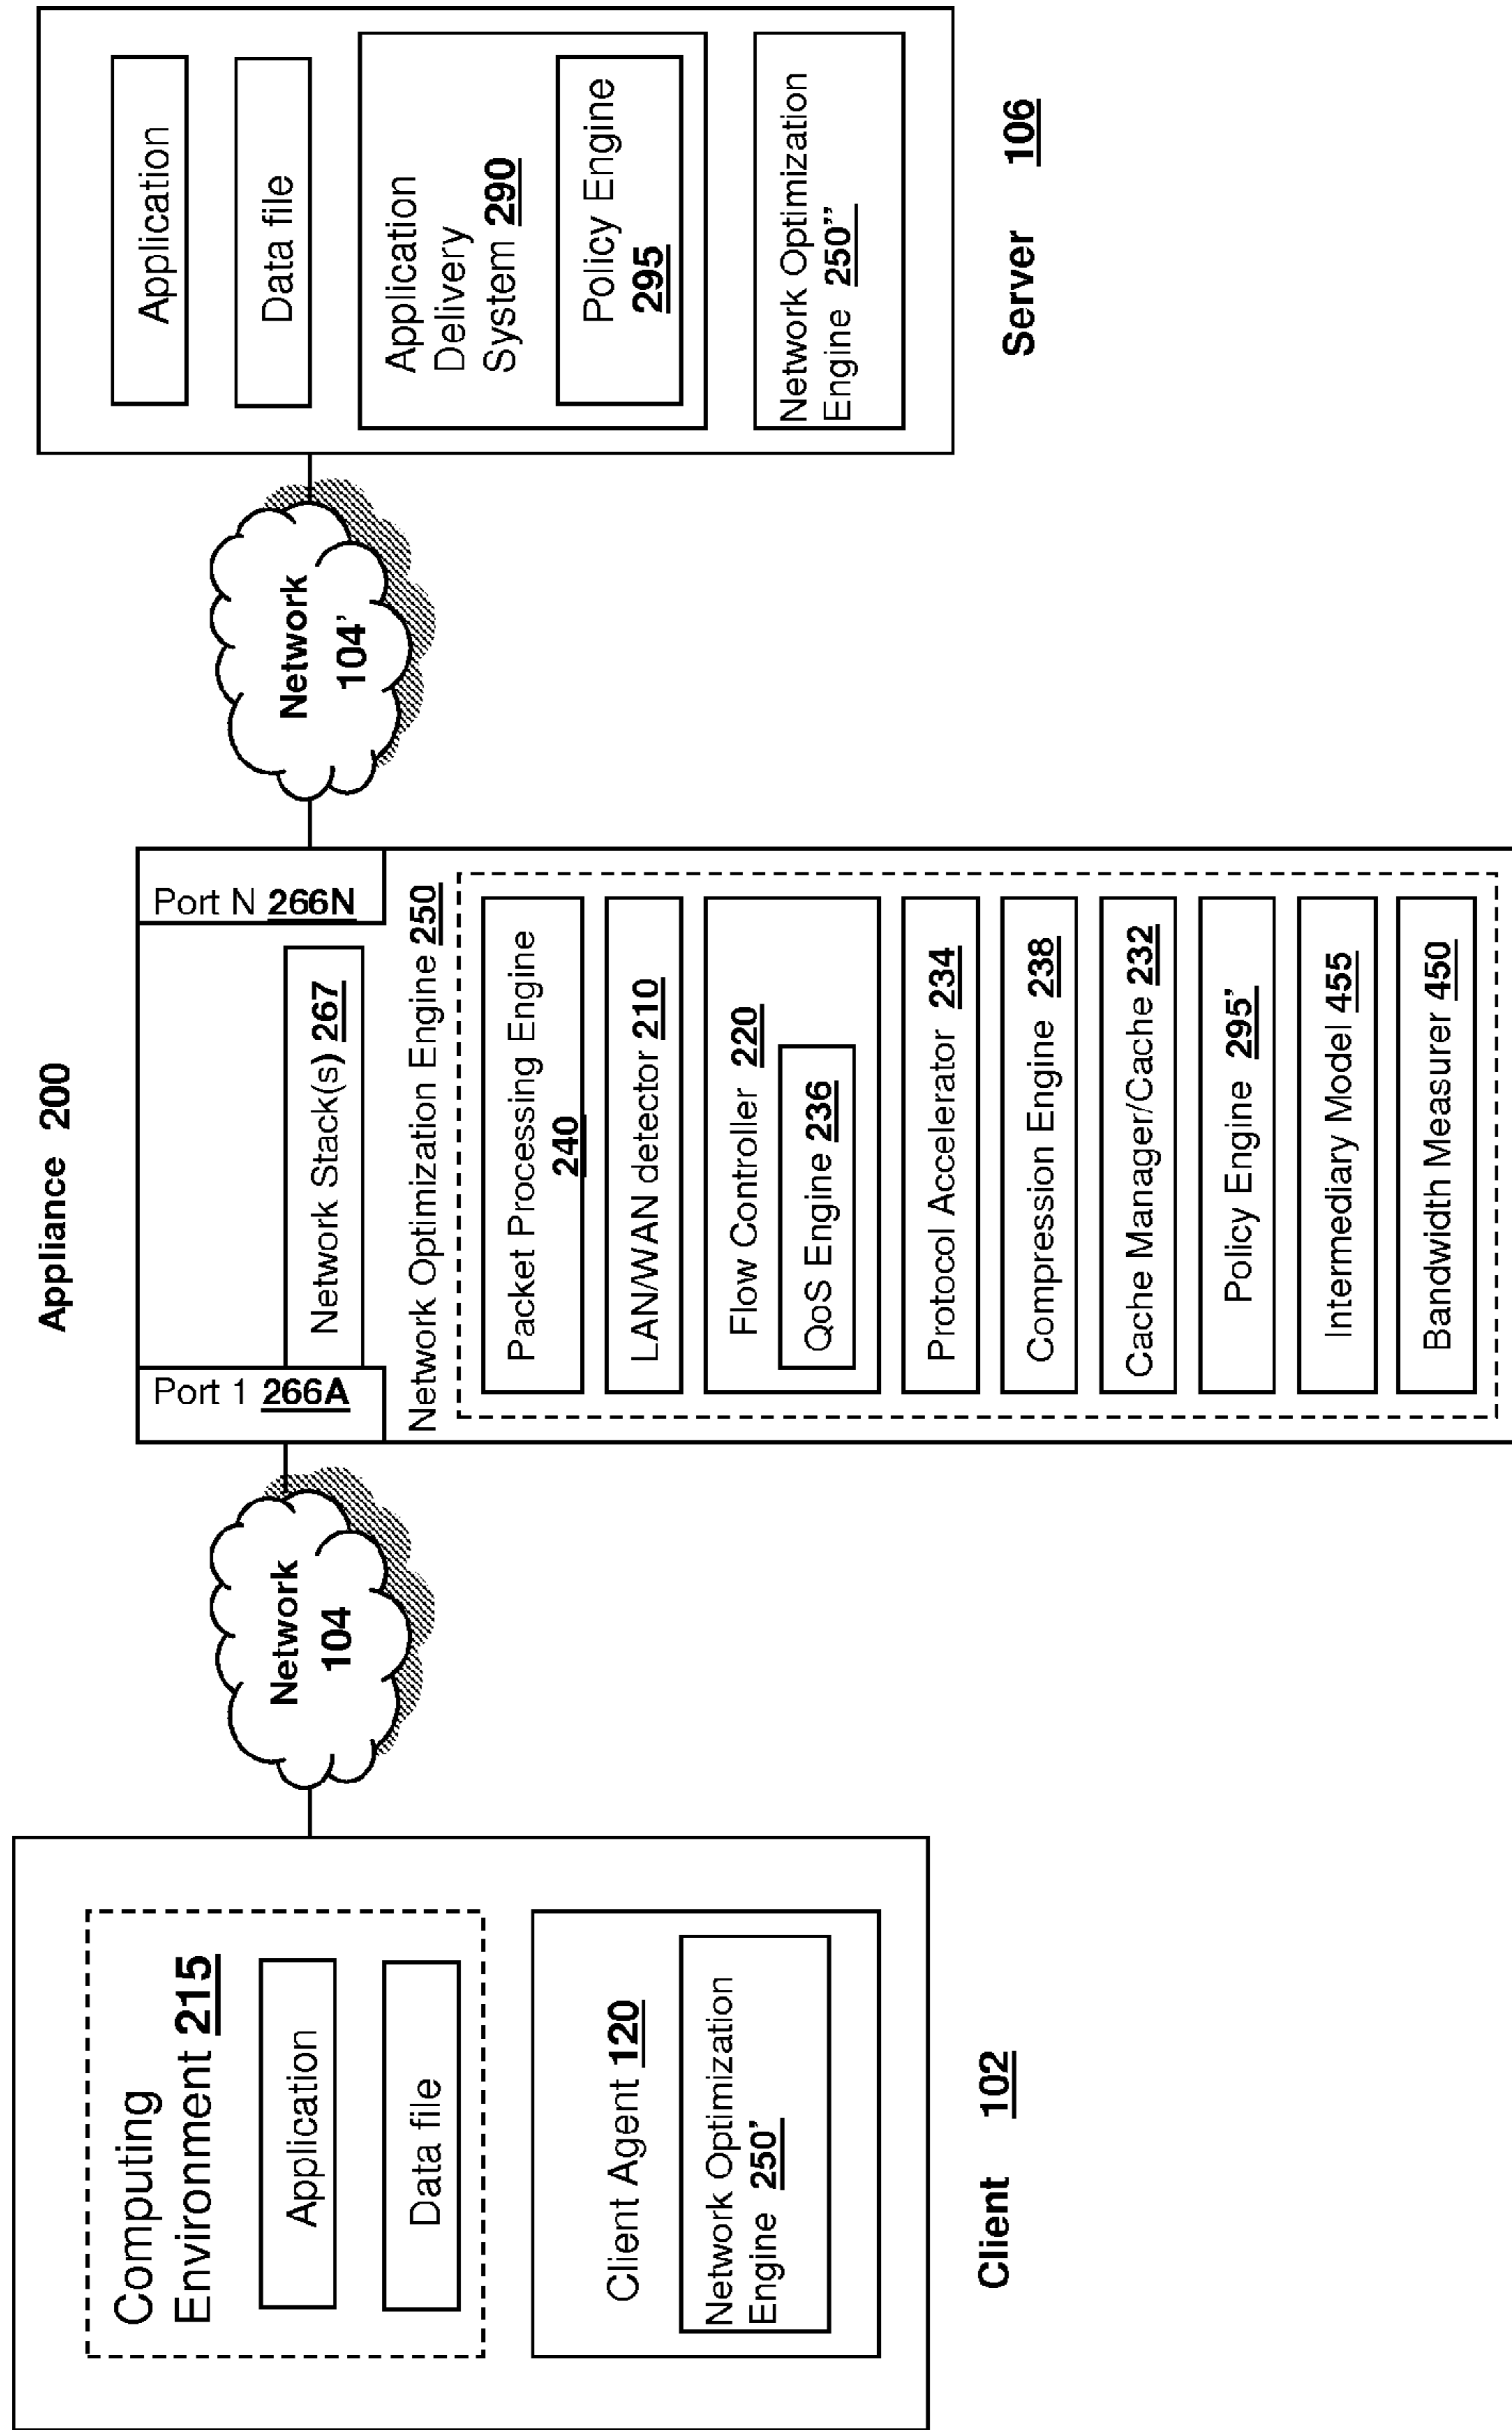 Appliance 200
Computing
Environment 215
Application
Data file
Client Agent 120
Network Optimization
Engine 250'
Client 102
Network
104
Port 1 266A
Port N 266N
Network Stack(s) 267
Network Optimization Engine 250
Packet Processing Engine
240
LAN/WAN detector 210
Flow Controller 220
QoS Engine 236
Protocol Accelerator 234
Compression Engine 238
Cache Manager/Cache 232
Policy Engine 295'
Intermediary Model 455
Bandwidth Measurer 450
Network
104'
Application
Data file
Application
Delivery
System 290
Policy Engine
295
Network Optimization
Engine 250''
Server 106